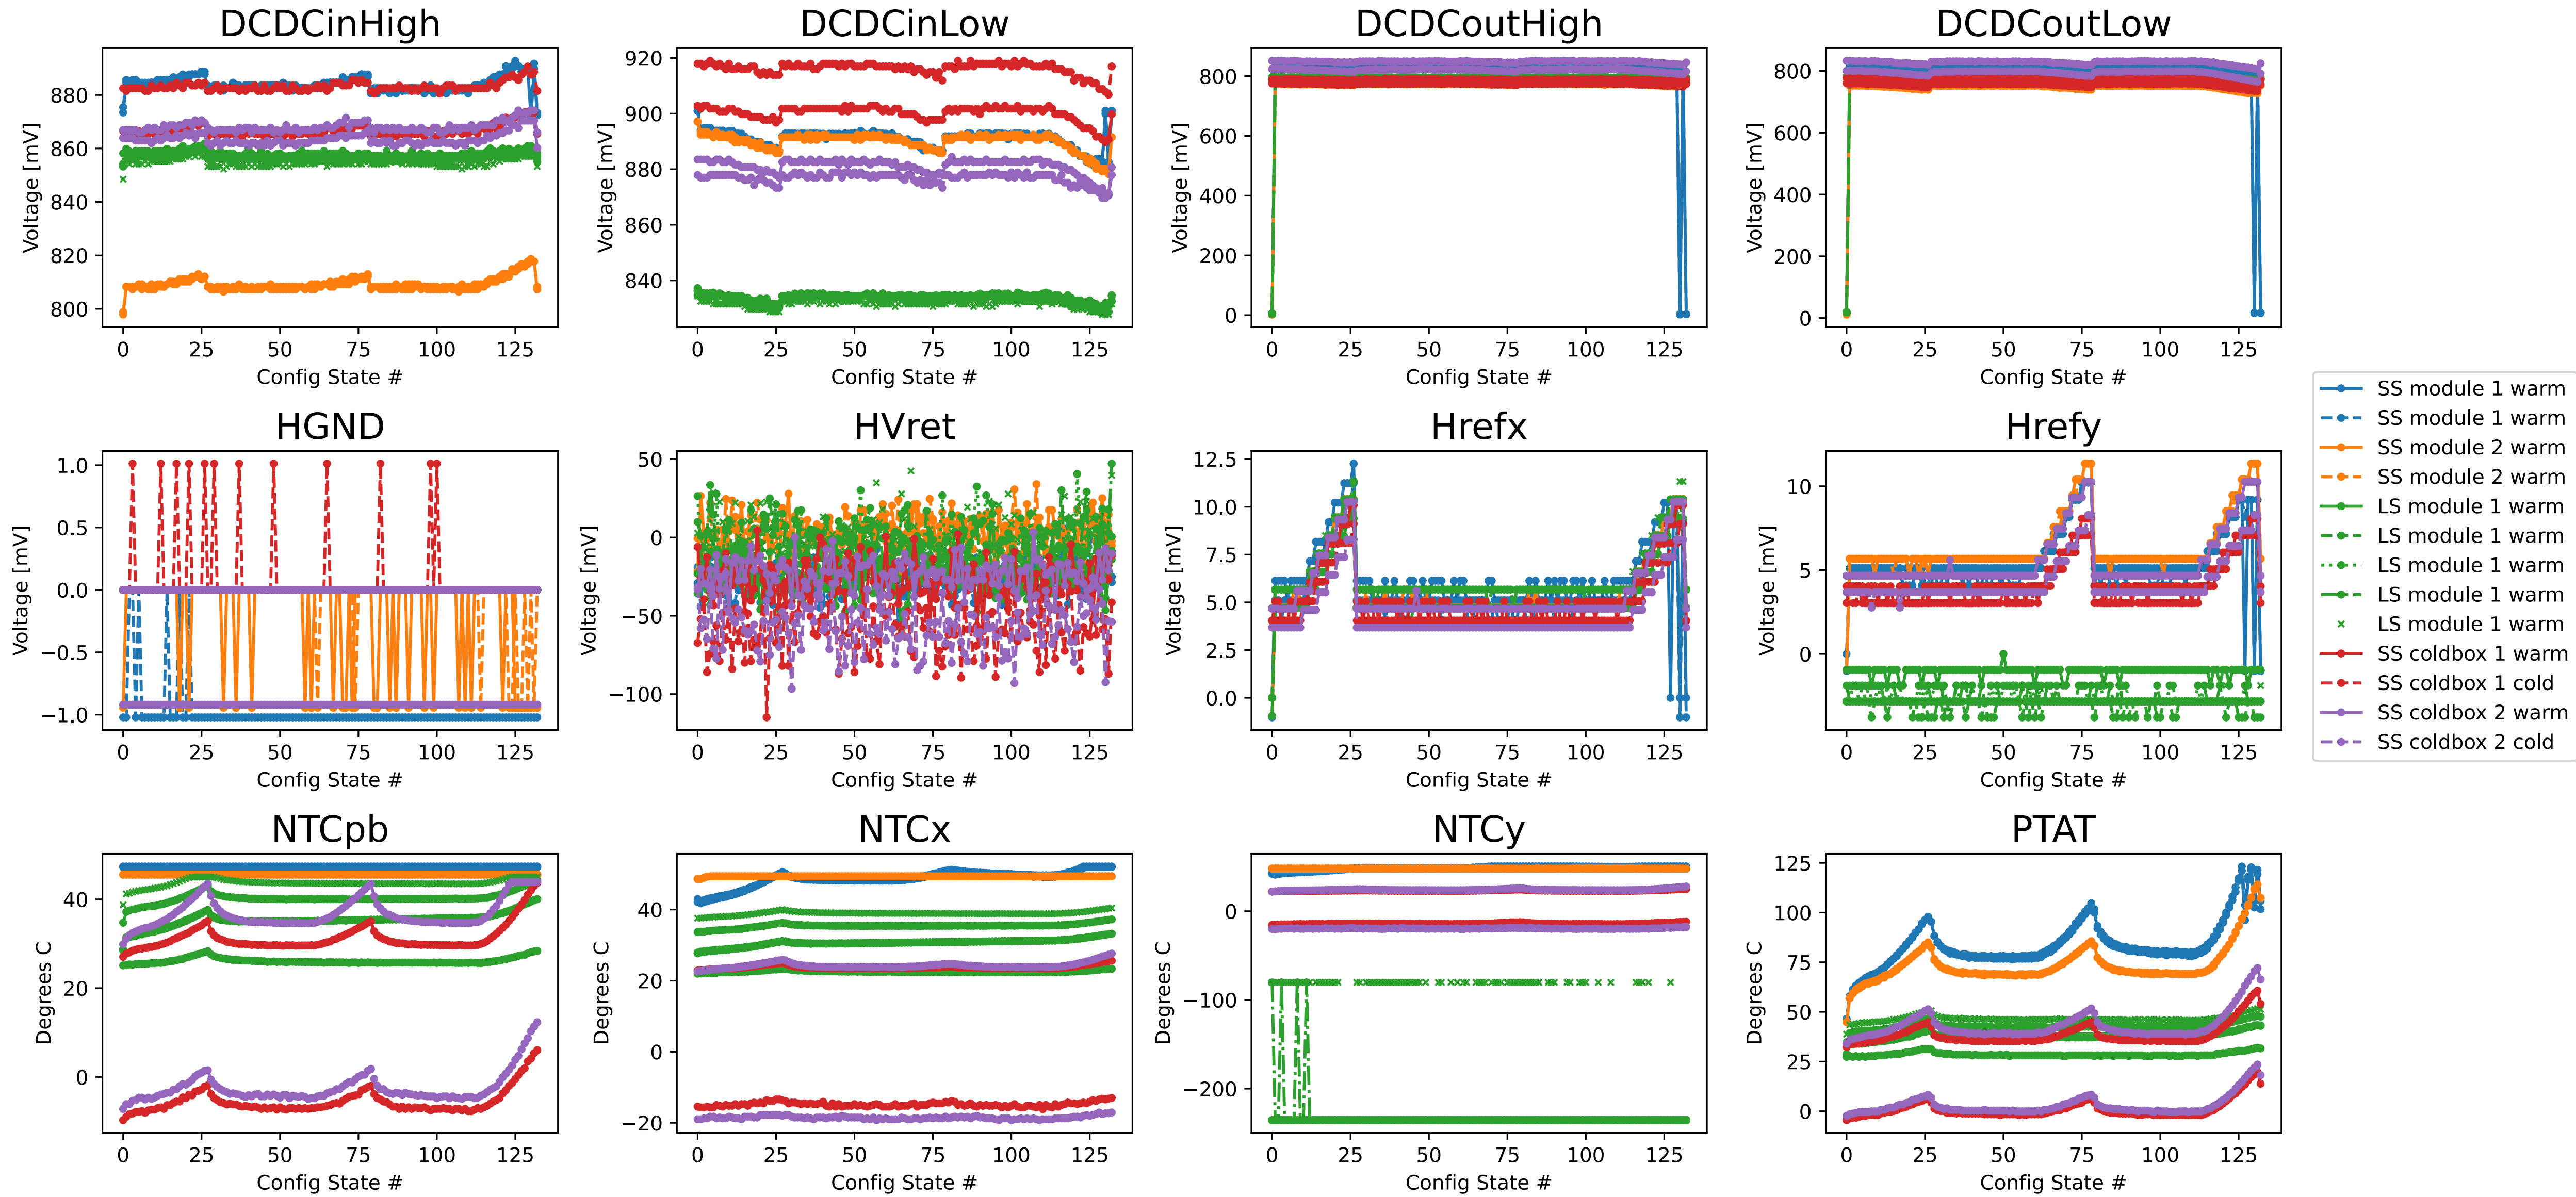 DCDCinHigh
DCDCinLow
DCDCoutHigh
DCDCoutLow
Voltage [mV]
880
860
840
820
800
0 25 50 75 100 125
Config State #
Voltage [mV]
920
900
880
860
840
0 25 50 75 100 125
Config State #
Voltage [mV]
800
600
400
200
0
0 25 50 75 100 125
Config State #
Voltage [mV]
800
600
400
200
0
0 25 50 75 100 125
Config State #
HGND
HVret
Hrefx
Hrefy
Voltage [mV]
1.0
0.5
0.0
−0.5
−1.0
0 25 50 75 100 125
Config State #
Voltage [mV]
50
0
−50
−100
0 25 50 75 100 125
Config State #
Voltage [mV]
12.5
10.0
7.5
5.0
2.5
0.0
0 25 50 75 100 125
Config State #
Voltage [mV]
10
5
0
0 25 50 75 100 125
Config State #
SS module 1 warm
SS module 1 warm
SS module 2 warm
SS module 2 warm
LS module 1 warm
LS module 1 warm
LS module 1 warm
LS module 1 warm
LS module 1 warm
SS coldbox 1 warm
SS coldbox 1 cold
SS coldbox 2 warm
SS coldbox 2 cold
NTCpb
NTCx
NTCy
PTAT
Degrees C
40
20
0
0 25 50 75 100 125
Config State #
Degrees C
40
20
0
−20
0 25 50 75 100 125
Config State #
Degrees C
0
−100
−200
0 25 50 75 100 125
Config State #
Degrees C
125
100
75
50
25
0
0 25 50 75 100 125
Config State #